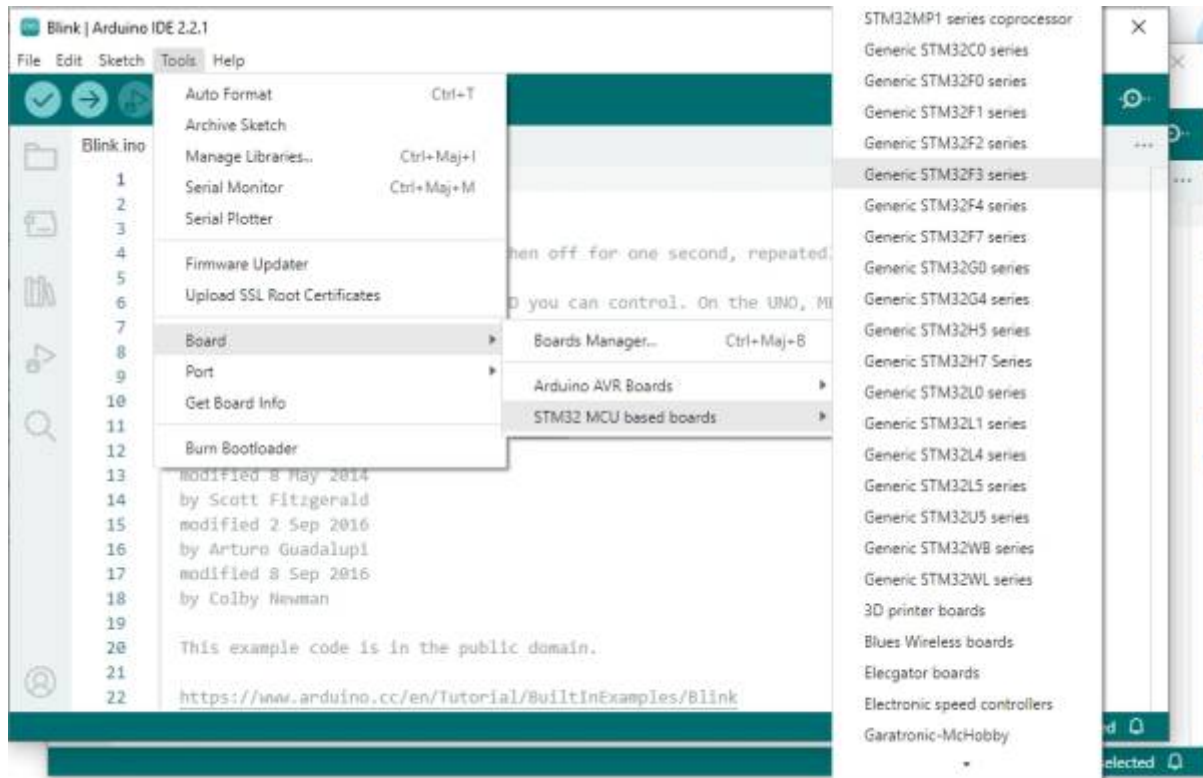 Blink | Arduino IDE 2.2.1
File Edit Sketch Tools Help
Blink.ino
Auto Format Ctrl+T
Archive Sketch
Manage Libraries... Ctrl+Maj+I
Serial Monitor Ctrl+Maj+M
Serial Plotter
Firmware Updater
Upload SSL Root Certificates
Board
Port
Get Board Info
Burn Bootloader
Boards Manager... Ctrl+Maj+B
Arduino AVR Boards
STM32 MCU based boards
STM32MP1 series coprocessor
Generic STM32C0 series
Generic STM32F0 series
Generic STM32F1 series
Generic STM32F2 series
Generic STM32F3 series
Generic STM32F4 series
Generic STM32F7 series
Generic STM32G0 series
Generic STM32G4 series
Generic STM32H5 series
Generic STM32H7 Series
Generic STM32L0 series
Generic STM32L1 series
Generic STM32L4 series
Generic STM32L5 series
Generic STM32U5 series
Generic STM32WB series
Generic STM32WL series
3D printer boards
Blues Wireless boards
Elecgator boards
Electronic speed controllers
Garatronic-McHobby
1
2
3
4 hen off for one second, repeated
5
6 D you can control. On the UNO, M
7
8
9
10
11
12
13 modified 8 May 2014
14 by Scott Fitzgerald
15 modified 2 Sep 2016
16 by Arturo Guadalupi
17 modified 8 Sep 2016
18 by Colby Newman
19
20 This example code is in the public domain.
21
22 https://www.arduino.cc/en/Tutorial/BuiltInExamples/Blink
elected